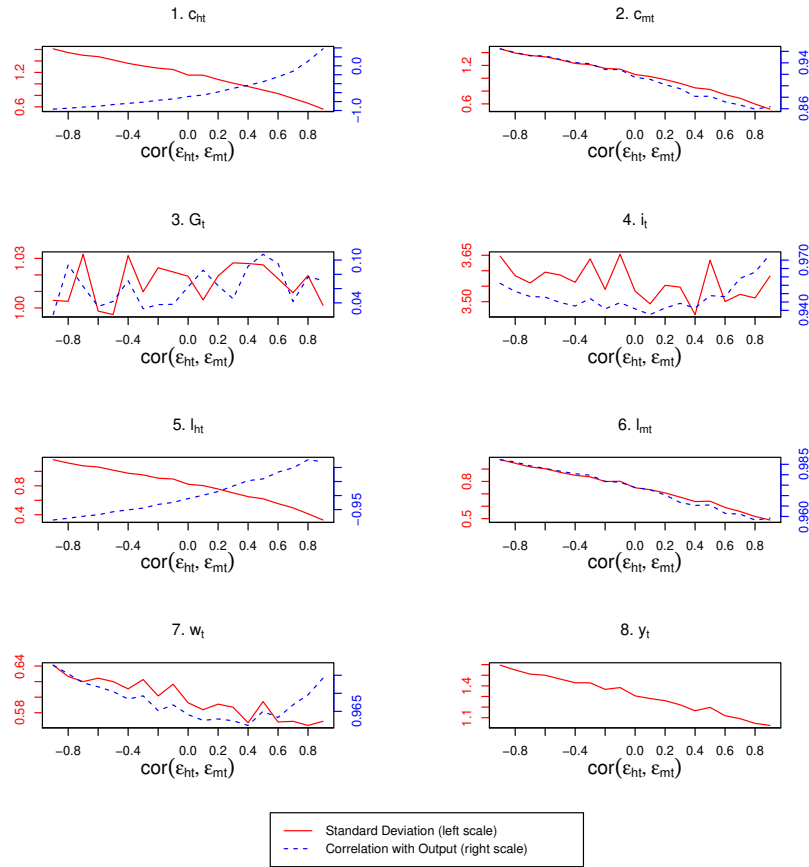 1. c_ht
0.6 1.2
−1.0 0.0
−0.8 −0.4 0.0 0.2 0.4 0.6 0.8
cor(ε_ht, ε_mt)
2. c_mt
0.6 1.2
0.86 0.94
−0.8 −0.4 0.0 0.2 0.4 0.6 0.8
cor(ε_ht, ε_mt)
3. G_t
1.00 1.03
0.04 0.10
−0.8 −0.4 0.0 0.2 0.4 0.6 0.8
cor(ε_ht, ε_mt)
4. i_t
3.50 3.65
0.940 0.970
−0.8 −0.4 0.0 0.2 0.4 0.6 0.8
cor(ε_ht, ε_mt)
5. l_ht
0.4 0.8
−0.95
−0.8 −0.4 0.0 0.2 0.4 0.6 0.8
cor(ε_ht, ε_mt)
6. l_mt
0.5 0.8
0.960 0.985
−0.8 −0.4 0.0 0.2 0.4 0.6 0.8
cor(ε_ht, ε_mt)
7. w_t
0.58 0.64
0.965
−0.8 −0.4 0.0 0.2 0.4 0.6 0.8
cor(ε_ht, ε_mt)
8. y_t
1.1 1.4
−0.8 −0.4 0.0 0.2 0.4 0.6 0.8
cor(ε_ht, ε_mt)
Standard Deviation (left scale)
Correlation with Output (right scale)